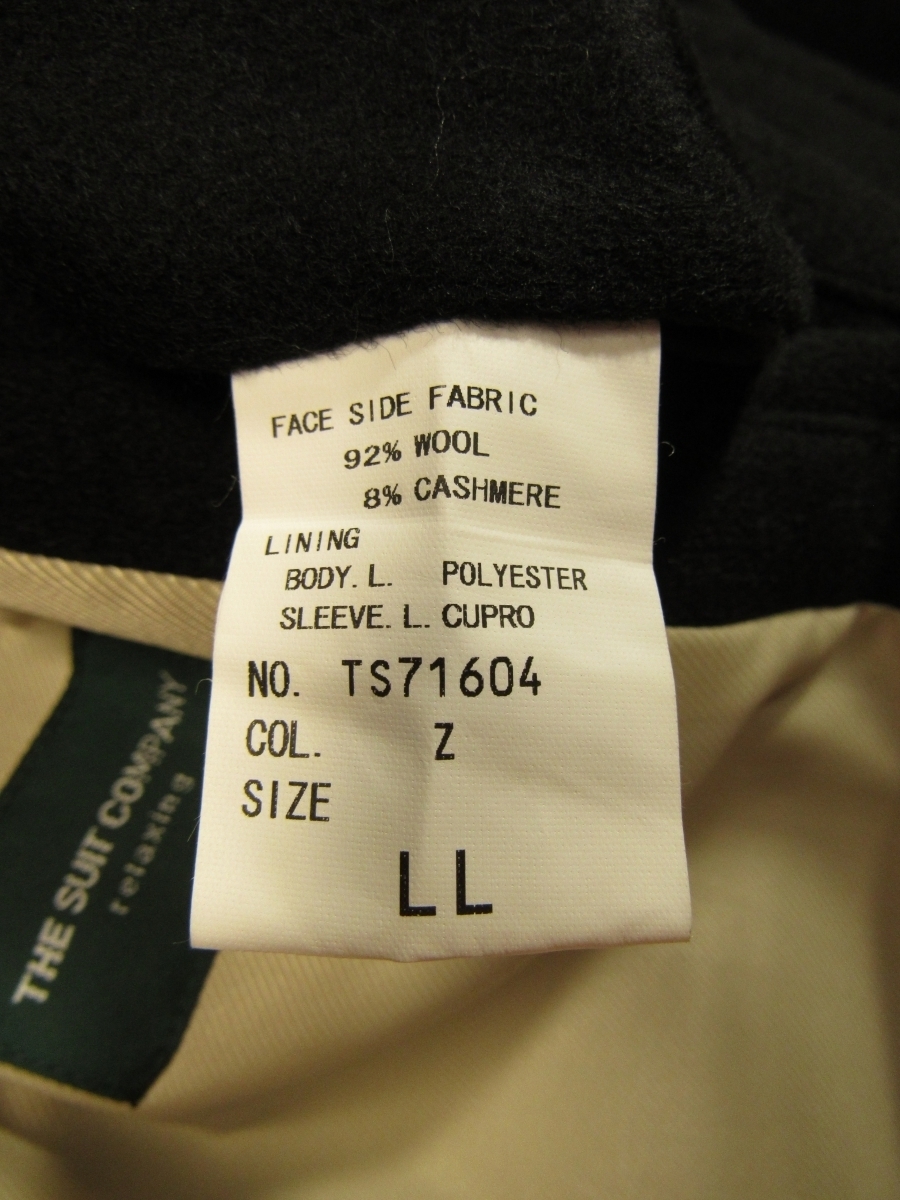 FACE SIDE FABRIC
92% WOOL
8% CASHMERE
LINING
BODY. L. POLYESTER
SLEEVE. L. CUPRO
NO. TS71604
COL. Z
SIZE
LL
THE SUIT COMPANY
relaxing